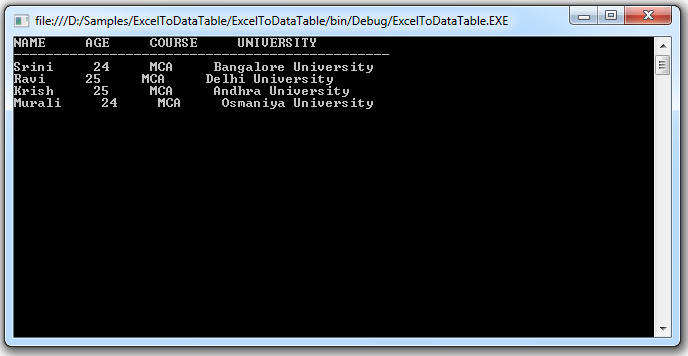 file:///D:/Samples/ExcelToDataTable/ExcelToDataTable/bin/Debug/ExcelToDataTable.EXE
NAME     AGE     COURSE     UNIVERSITY
-----------------------------------------------
Srini     24     MCA     Bangalore University
Ravi     25     MCA     Delhi University
Krish     25     MCA     Andhra University
Murali     24     MCA     Osmaniya University